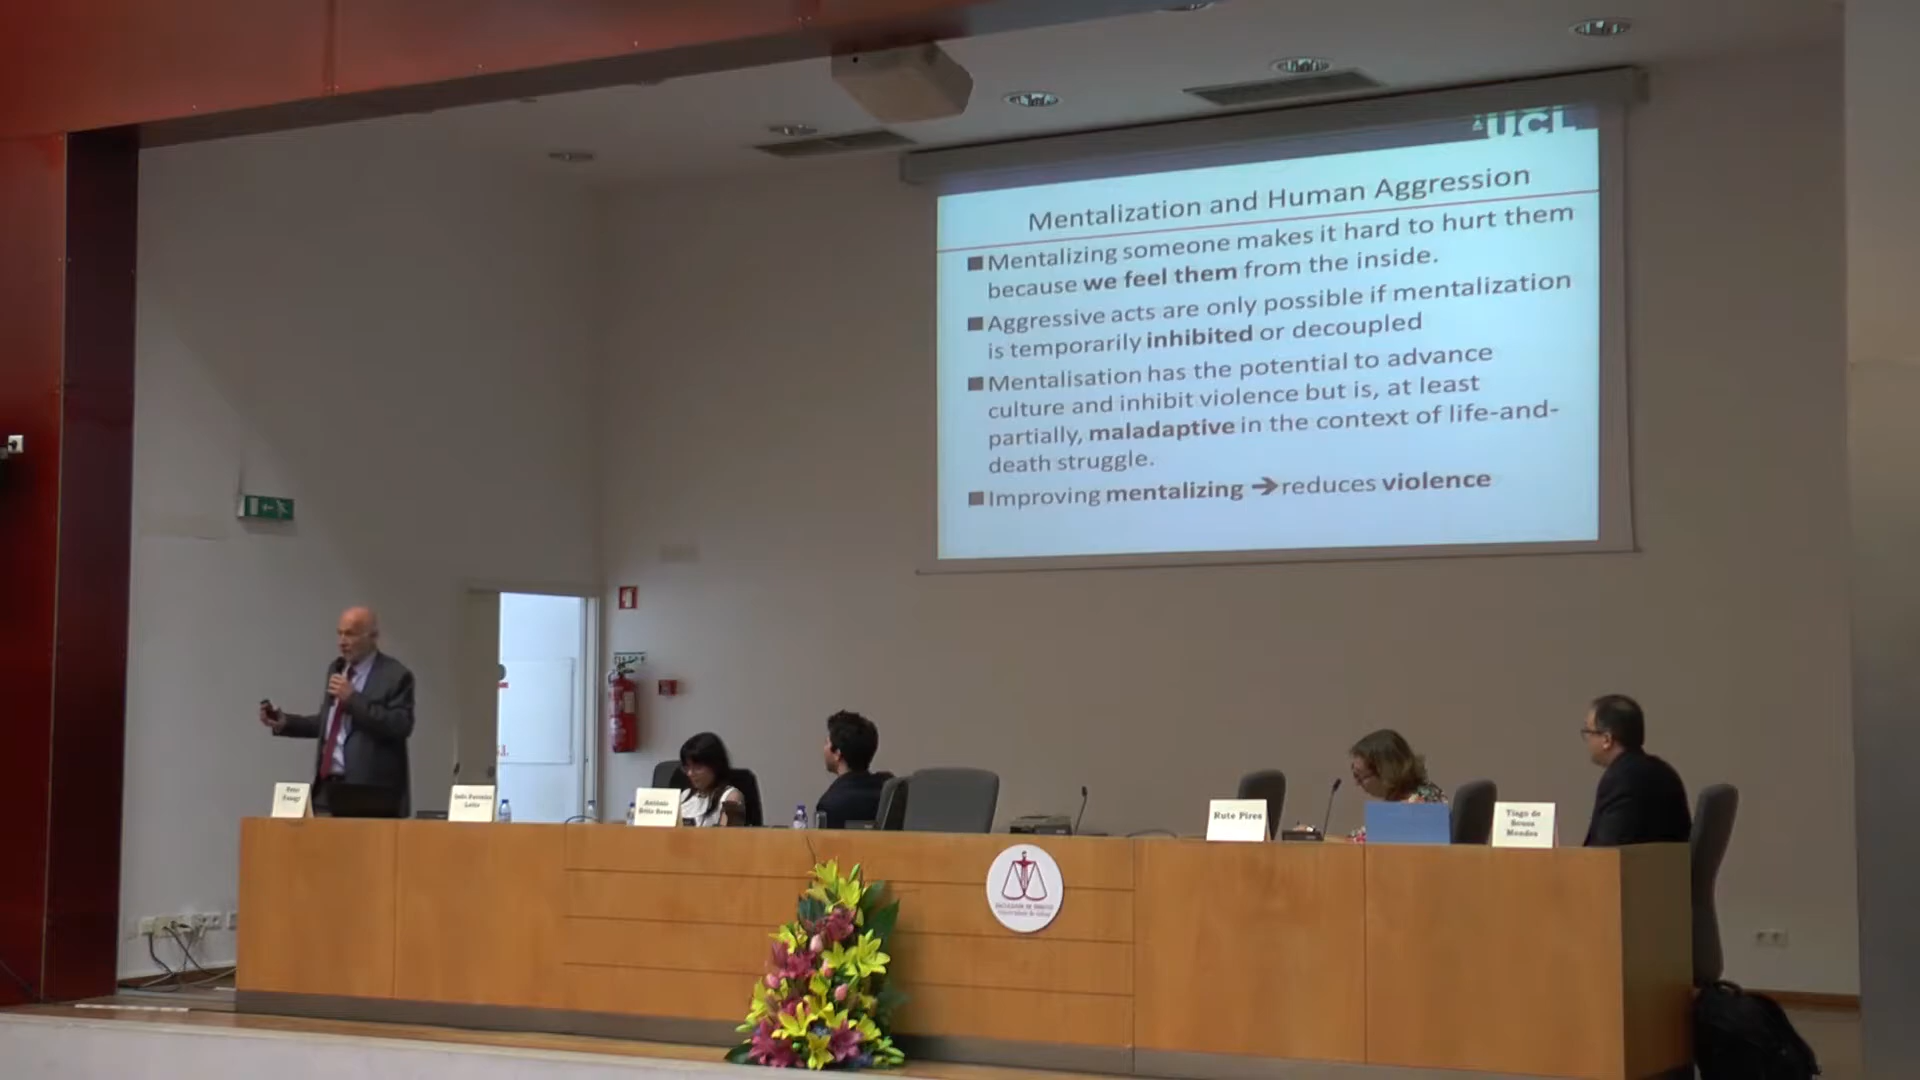 UCL
Mentalization and Human Aggression
Mentalizing someone makes it hard to hurt them
because we feel them from the inside.
Aggressive acts are only possible if mentalization
is temporarily inhibited or decoupled
Mentalisation has the potential to advance
culture and inhibit violence but is, at least
partially, maladaptive in the context of life-and-
death struggle.
Improving mentalizing ➔ reduces violence
Rute Pires
Tiago de
Sousa
Mendes
FACULDADE DE DIREITO